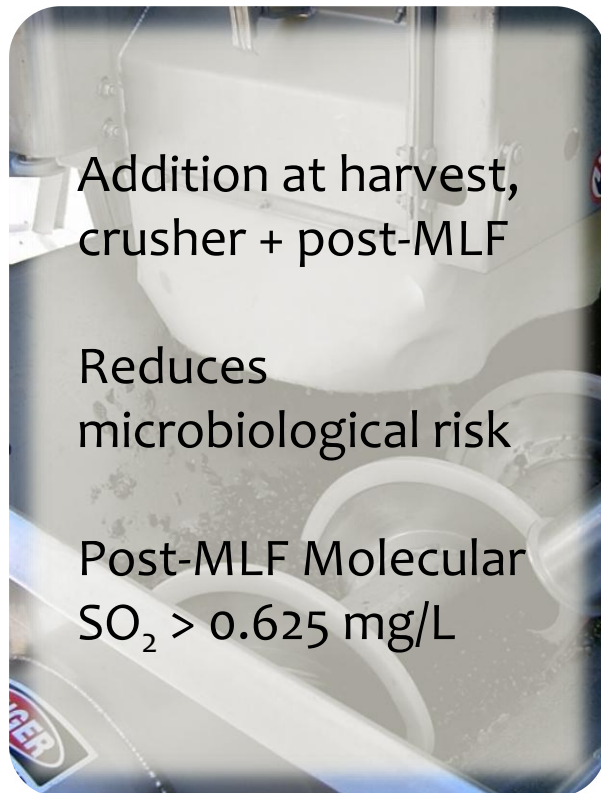 Addition at harvest,
crusher + post-MLF
Reduces
microbiological risk
Post-MLF Molecular
SO₂ > 0.625 mg/L